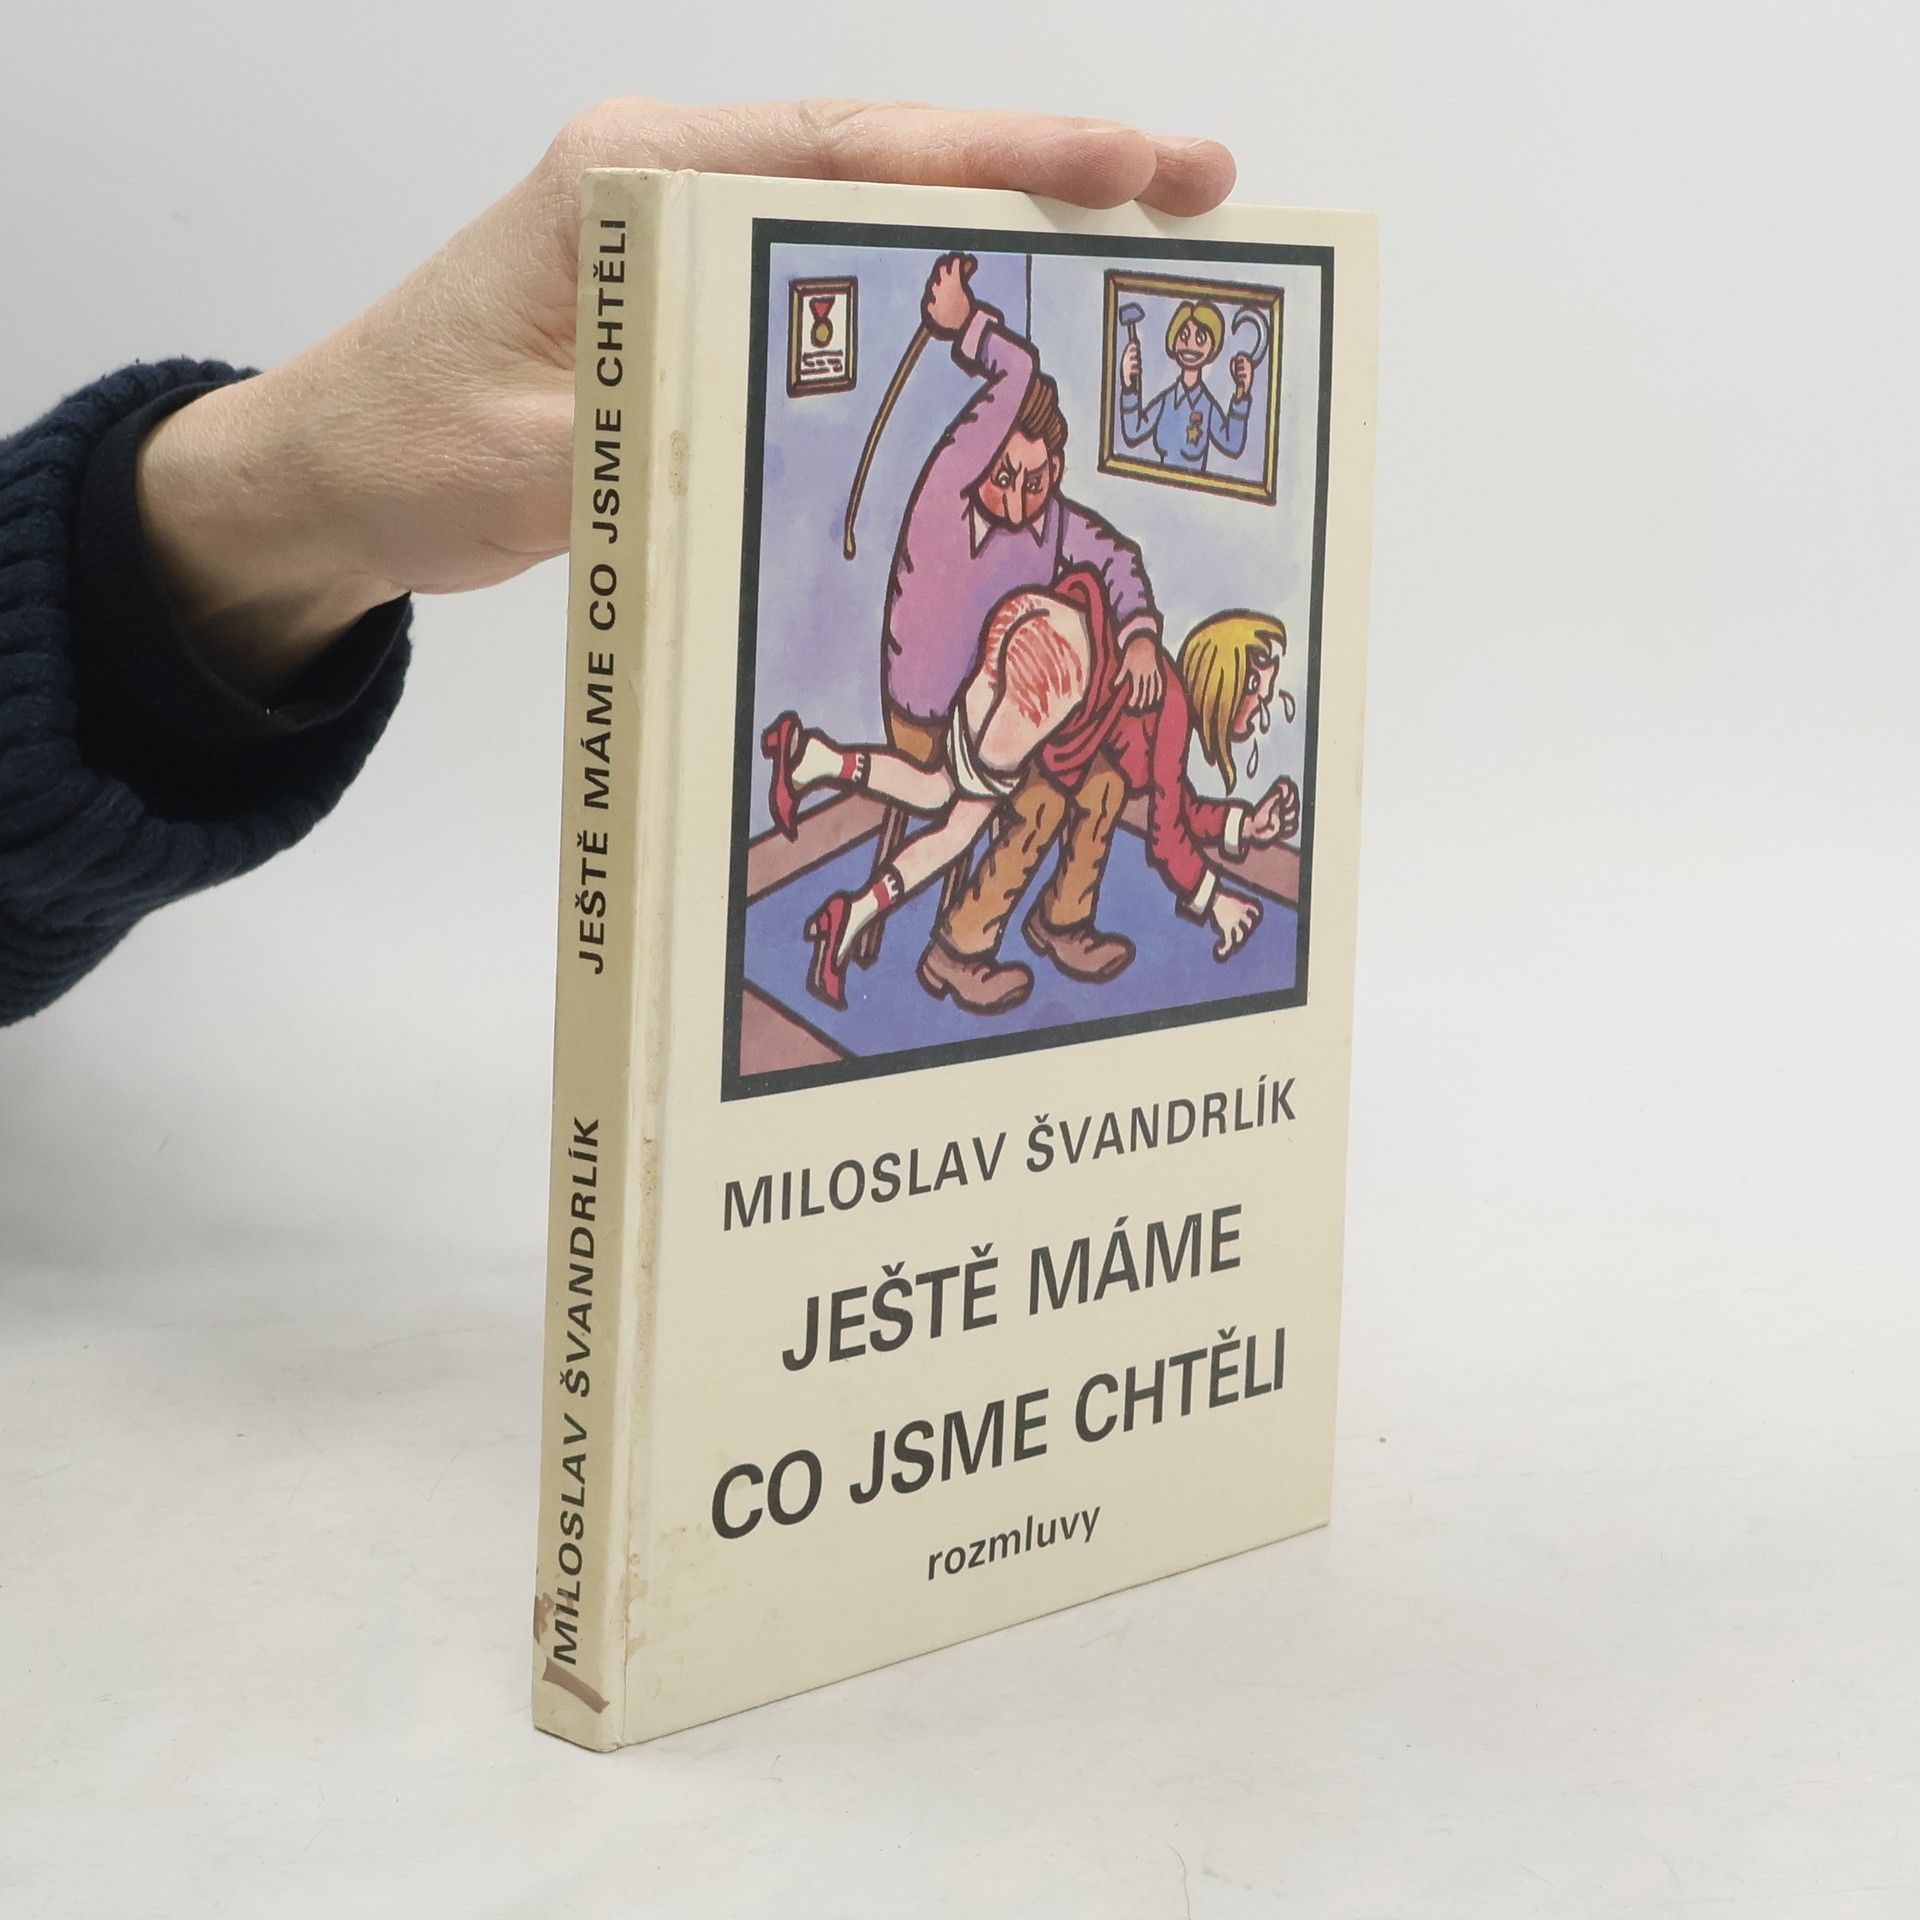 JEŠTĚ MÁME CO JSME CHTĚLI
MILOSLAV ŠVANDRLÍK
MILOSLAV ŠVANDRLÍK
JEŠTĚ MÁME
CO JSME CHTĚLI
rozmluvy